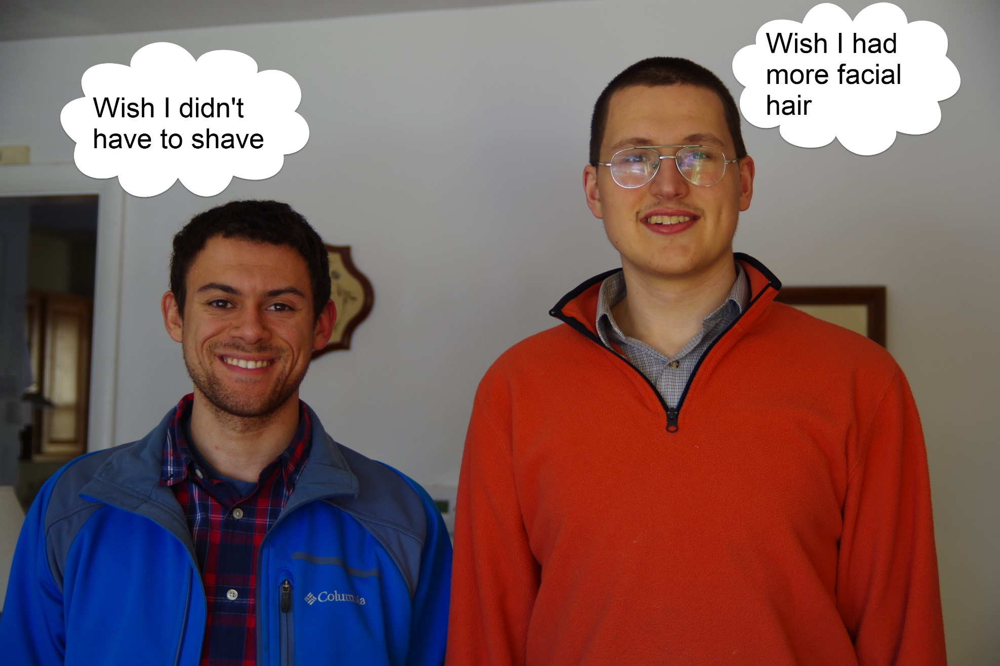 Wish I didn't
have to shave
Wish I had
more facial
hair
Columbia